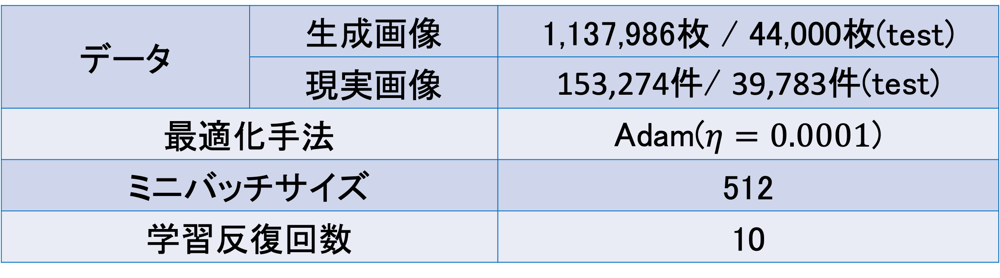 データ
生成画像
1,137,986枚 / 44,000枚(test)
現実画像
153,274件/ 39,783件(test)
最適化手法
Adam(η = 0.0001)
ミニバッチサイズ
512
学習反復回数
10